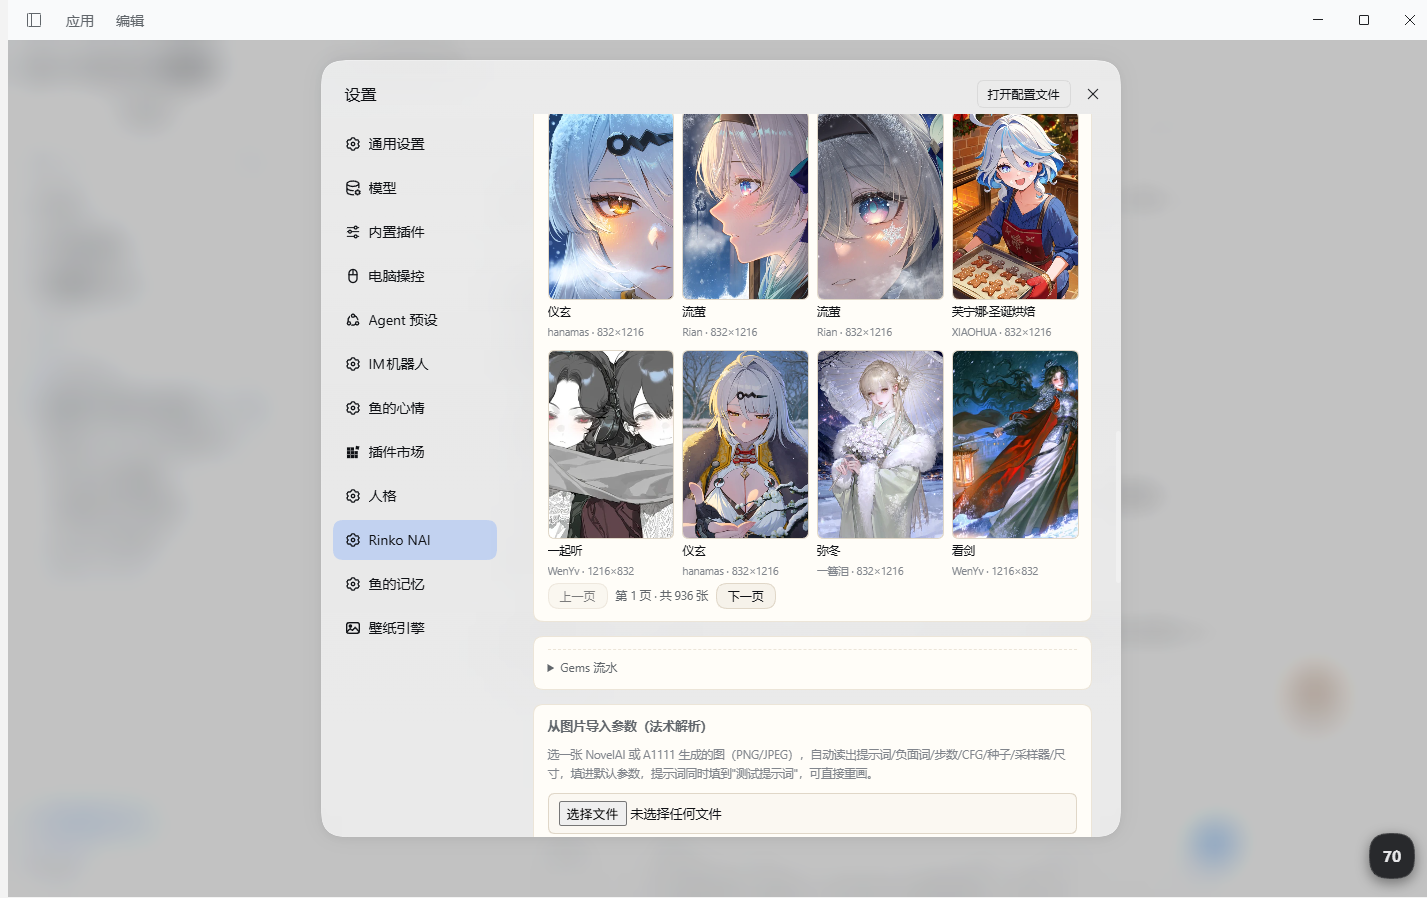 应用 编辑
设置
打开配置文件
通用设置
模型
内置插件
电脑操控
Agent 预设
IM机器人
鱼的心情
插件市场
人格
Rinko NAI
鱼的记忆
壁纸引擎
仪玄
hanamas · 832×1216
流萤
Rian · 832×1216
流萤
Rian · 832×1216
芙宁娜·圣诞烘焙
XIAOHUA · 832×1216
一起听
WenYv · 1216×832
仪玄
hanamas · 832×1216
弥冬
一簪泪 · 832×1216
看剑
WenYv · 1216×832
上一页 第 1 页 · 共 936 张 下一页
Gems 流水
从图片导入参数（法术解析）
选一张 NovelAI 或 A1111 生成的图（PNG/JPEG），自动读出提示词/负面词/步数/CFG/种子/采样器/尺
寸，填进默认参数，提示词同时填到"测试提示词"，可直接重画。
选择文件 未选择任何文件
70